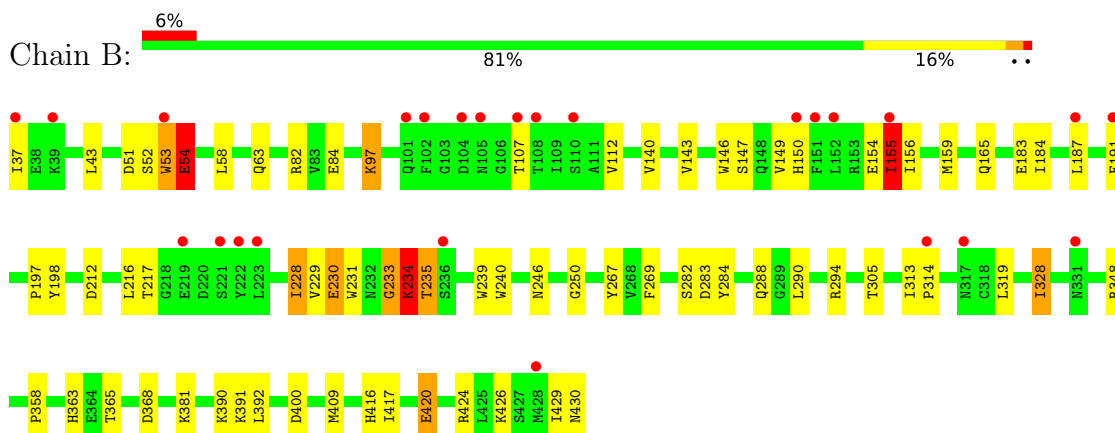 6%
Chain B:
81% 16% • •
I37 E38 K39 L43 D51 S52 W53 E54 L58 Q63 R82 V83 E84 K97 Q101 F102 G103 D104 N105 G106 T107 T108 I109 S110 A111 V112 V140 V143 W146 S147 Q148 V149 H150 F151 L152 R153 E154 I155 I156 M159 Q165 E183 I184 L187
P197 Y198 D212 L216 T217 G218 E219 D220 S221 Y222 L223 I228 V229 E230 W231 N232 G233 K234 T235 S236 W239 W240 N246 G250 Y267 V268 F269 S282 D283 Y284 Q288 G289 L290 R294 T305 I313 P314 N317 C318 L319 I328 N331
P358 H363 E364 T365 D368 K381 K390 K391 L392 D400 M409 H416 I417 E420 R424 L425 K426 S427 M428 I429 N430